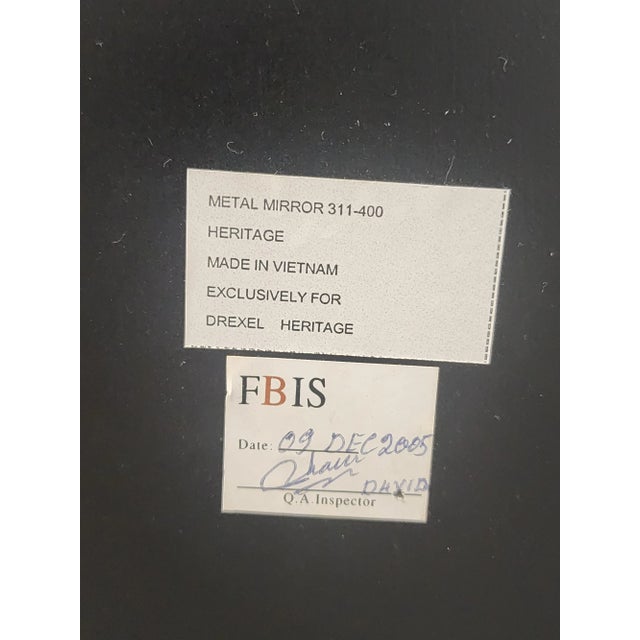 METAL MIRROR 311-400
HERITAGE
MADE IN VIETNAM
EXCLUSIVELY FOR
DREXEL HERITAGE
FBIS
Date: 09 DEC 2005
DAVID
Q.A.Inspector